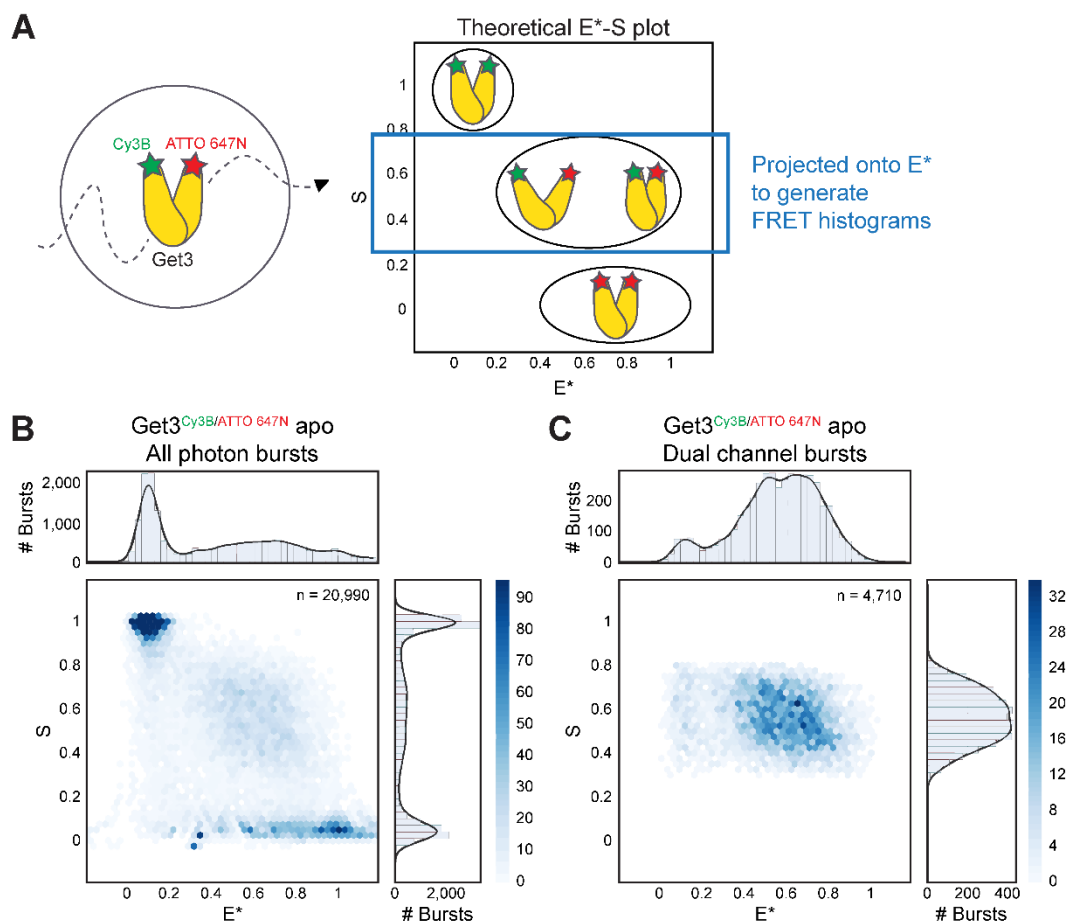 A
Theoretical E*-S plot
Cy3B ATTO 647N
Get3
S
1
0.8
0.6
0.4
0.2
0
0 0.2 0.4 0.6 0.8 1
E*
Projected onto E*
to generate
FRET histograms
B
Get3Cy3B/ATTO 647N apo
All photon bursts
# Bursts
2,000
1,000
0
n = 20,990
S
1
0.8
0.6
0.4
0.2
0
0 0.2 0.4 0.6 0.8 1
E*
0 2,000
# Bursts
90
80
70
60
50
40
30
20
10
0
C
Get3Cy3B/ATTO 647N apo
Dual channel bursts
# Bursts
200
100
0
n = 4,710
S
1
0.8
0.6
0.4
0.2
0
0 0.2 0.4 0.6 0.8 1
E*
0 200 400
# Bursts
32
28
24
20
16
12
8
4
0